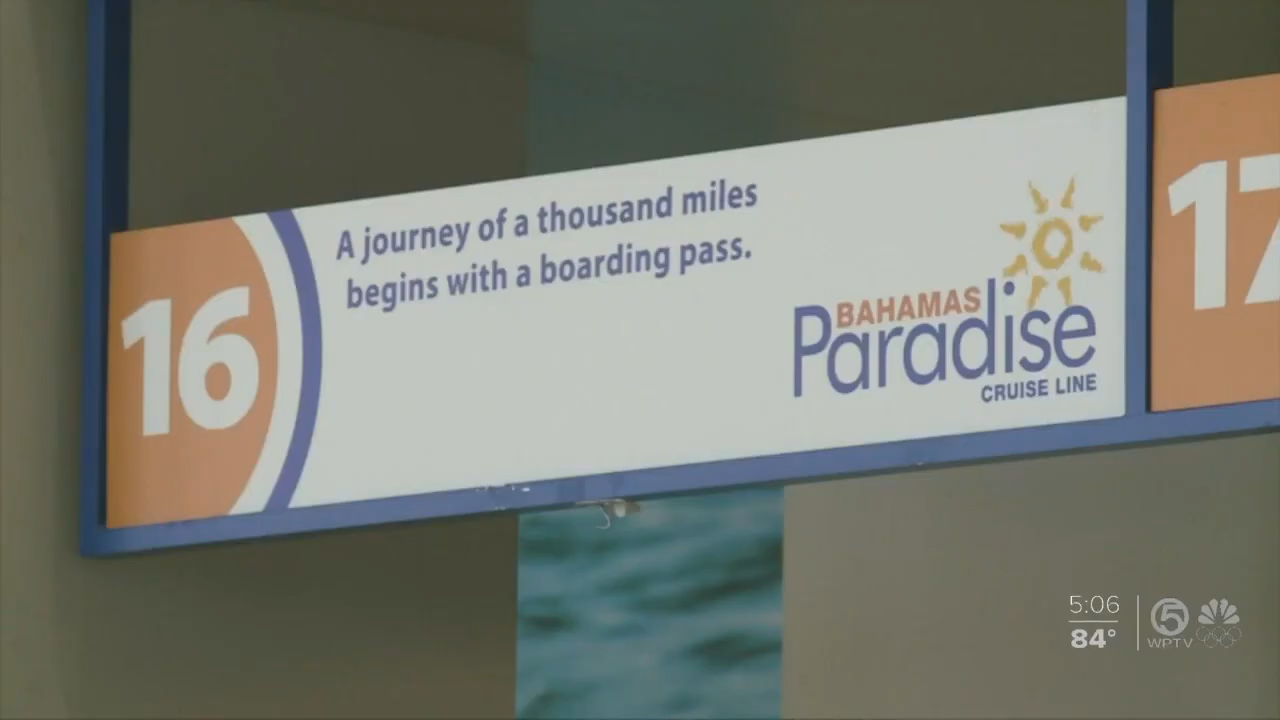 16
A journey of a thousand miles
begins with a boarding pass.
BAHAMAS
Paradise
CRUISE LINE
17
5:06
84°
5
WPTV